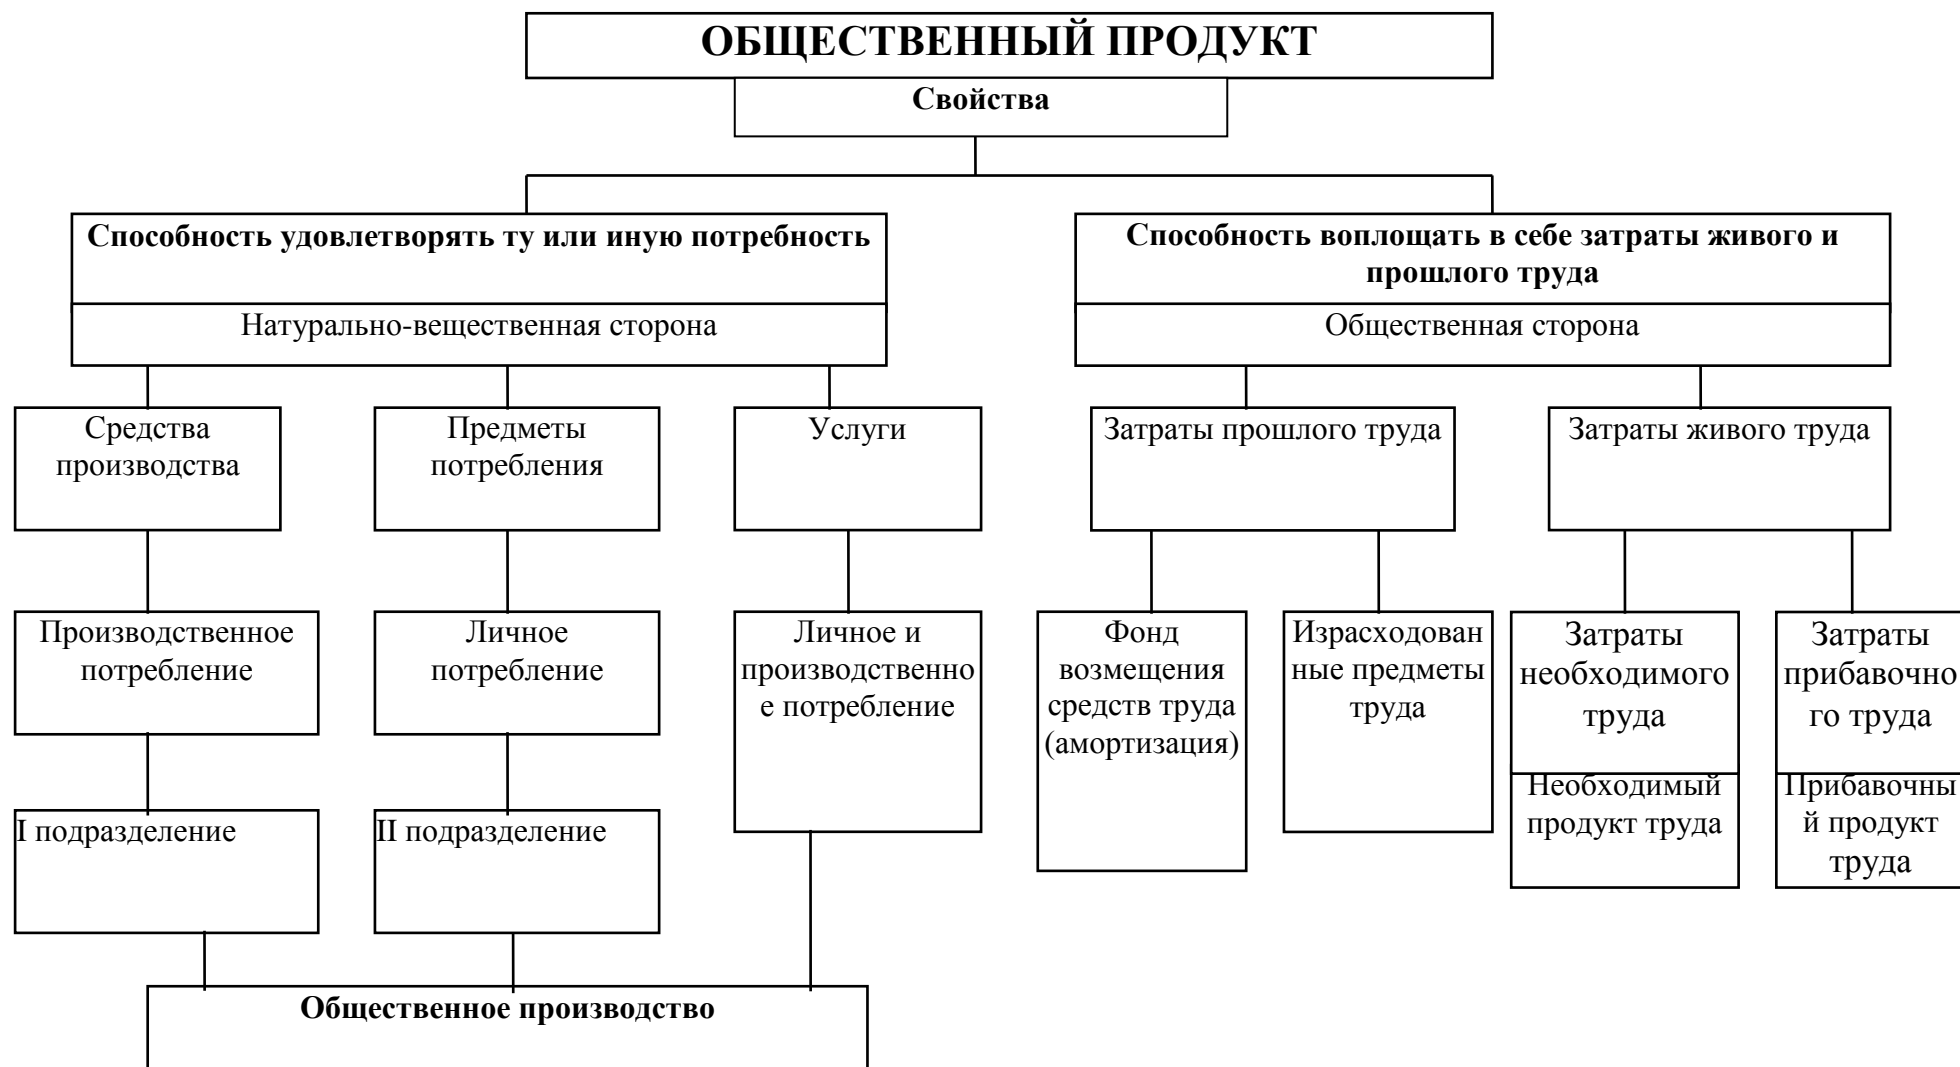 ОБЩЕСТВЕННЫЙ ПРОДУКТ
Свойства
Способность удовлетворять ту или иную потребность
Натурально-вещественная сторона
Способность воплощать в себе затраты живого и
прошлого труда
Общественная сторона
Средства
производства
Предметы
потребления
Услуги
Затраты прошлого труда
Затраты живого труда
Производственное
потребление
Личное
потребление
Личное и
производственно
е потребление
Фонд
возмещения
средств труда
(амортизация)
Израсходован
ные предметы
труда
Затраты
необходимого
труда
Необходимый
продукт труда
Затраты
прибавочно
го труда
Прибавочны
й продукт
труда
I подразделение
II подразделение
Общественное производство